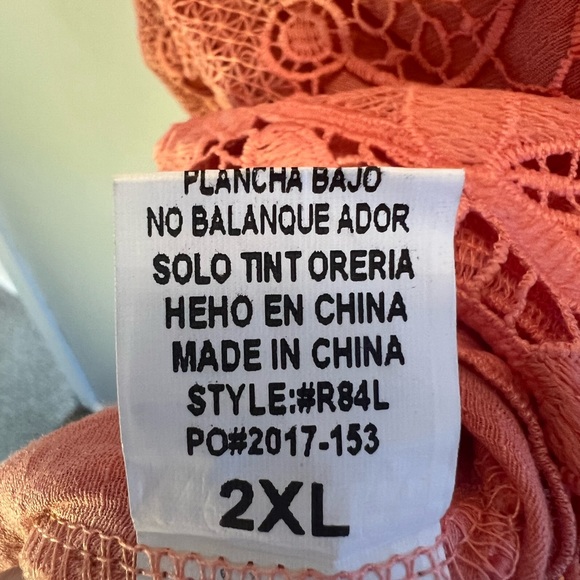 PLANCHA BAJO
NO BALANQUE ADOR
SOLO TINT ORERIA
HEHO EN CHINA
MADE IN CHINA
STYLE:#R84L
PO#2017-153
2XL